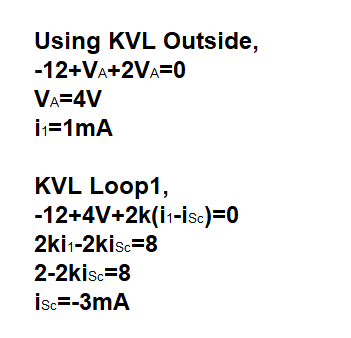 Using KVL Outside,
-12+VA+2VA=0
VA=4V
i1=1mA
KVL Loop1,
-12+4V+2k(i1-isc)=0
2ki1-2kisc=8
2-2kisc=8
isc=-3mA